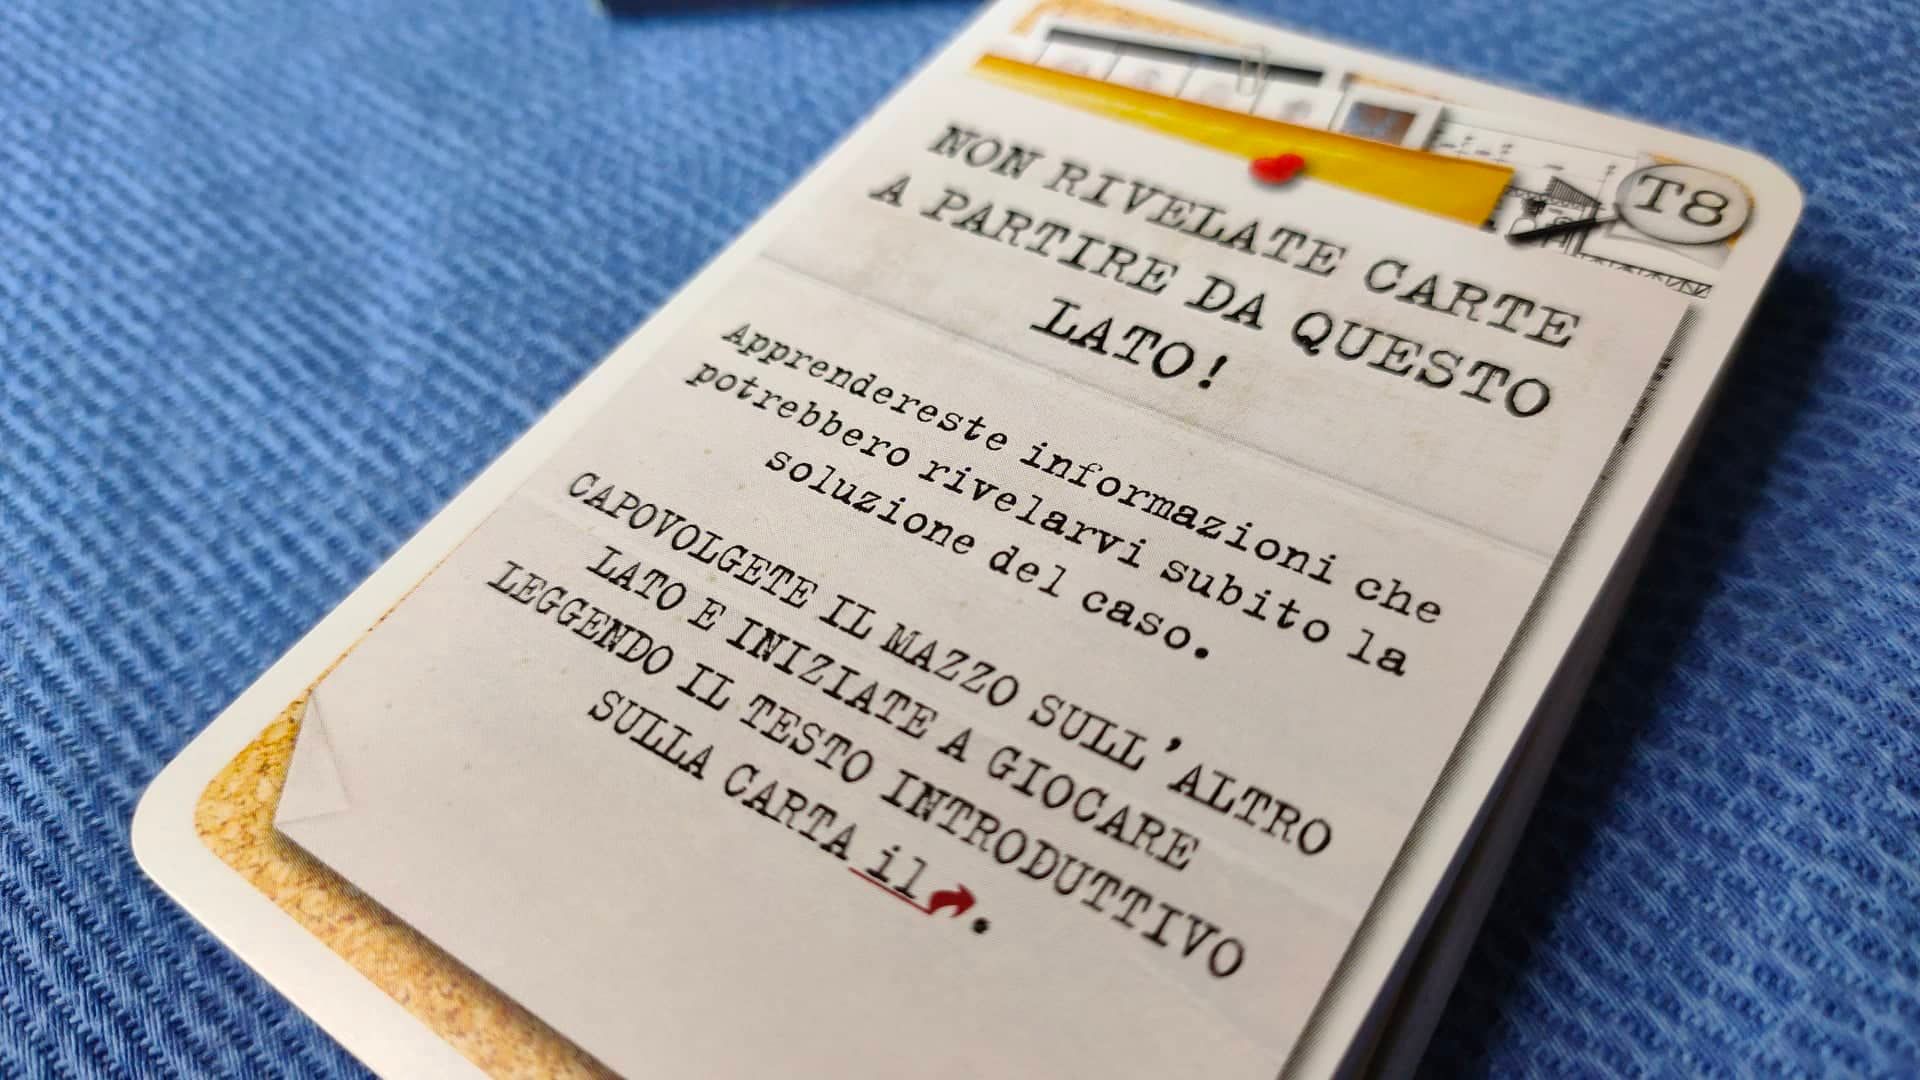 T8
NON RIVELATE CARTE
A PARTIRE DA QUESTO
LATO!
Apprendereste informazioni che
potrebbero rivelarvi subito la
soluzione del caso.
CAPOVOLGETE IL MAZZO SULL'ALTRO
LATO E INIZIATE A GIOCARE
LEGGENDO IL TESTO INTRODUTTIVO
SULLA CARTA il.